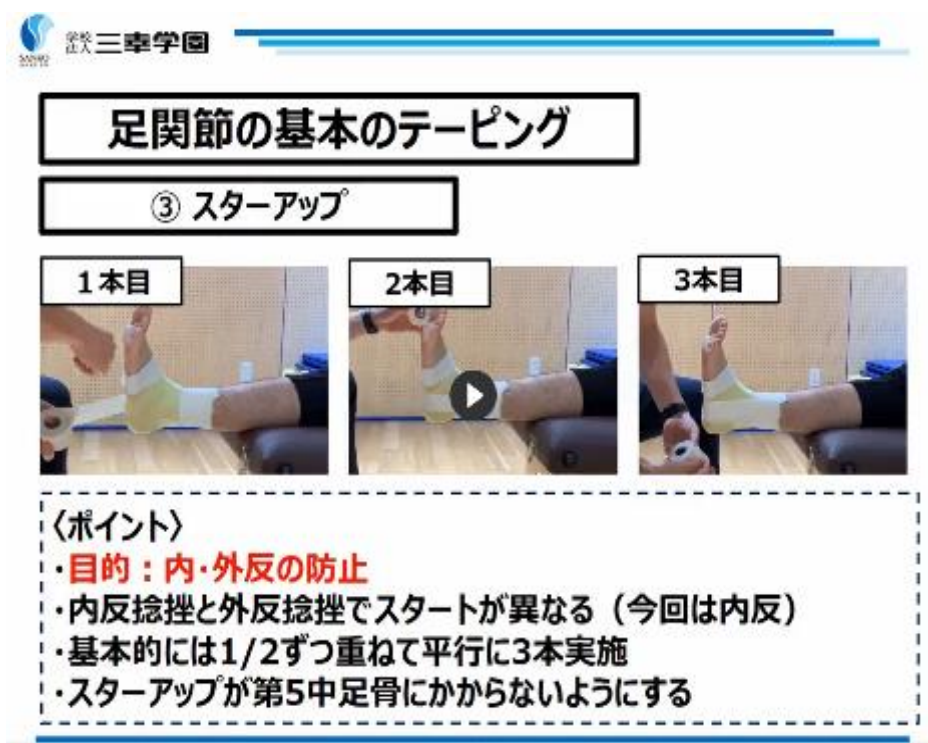 学校
法人 三幸学園
SANKO
足関節の基本のテーピング
③ スターアップ
1本目
2本目
3本目
〈ポイント〉
・目的：内・外反の防止
・内反捻挫と外反捻挫でスタートが異なる（今回は内反）
・基本的には1/2ずつ重ねて平行に3本実施
・スターアップが第5中足骨にかからないようにする